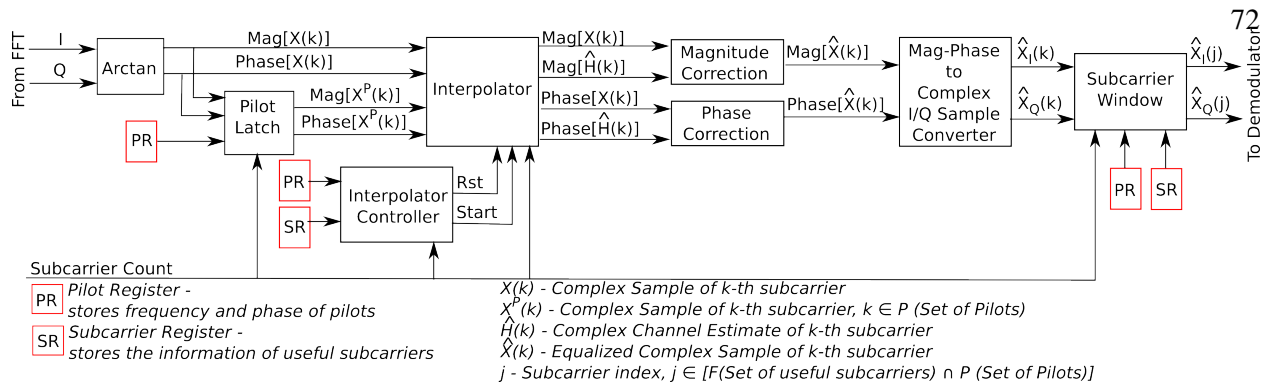 72
From FFT
I
Q
Arctan
Mag[X(k)]
Phase[X(k)]
Pilot
Latch
PR
Mag[X^P(k)]
Phase[X^P(k)]
Interpolator
PR
SR
Interpolator
Controller
Rst
Start
Mag[X(k)]
Mag[Ĥ(k)]
Phase[X(k)]
Phase[Ĥ(k)]
Magnitude
Correction
Phase
Correction
Mag[X̂(k)]
Phase[X̂(k)]
Mag-Phase
to
Complex
I/Q Sample
Converter
X̂_I(k)
X̂_Q(k)
Subcarrier
Window
PR
SR
X̂_I(j)
X̂_Q(j)
To Demodulator
Subcarrier Count
PR
Pilot Register -
stores frequency and phase of pilots
SR
Subcarrier Register -
stores the information of useful subcarriers
X(k) - Complex Sample of k-th subcarrier
X^P(k) - Complex Sample of k-th subcarrier, k ∈ P (Set of Pilots)
Ĥ(k) - Complex Channel Estimate of k-th subcarrier
X̂(k) - Equalized Complex Sample of k-th subcarrier
j - Subcarrier index, j ∈ [F(Set of useful subcarriers) ∩ P (Set of Pilots)]